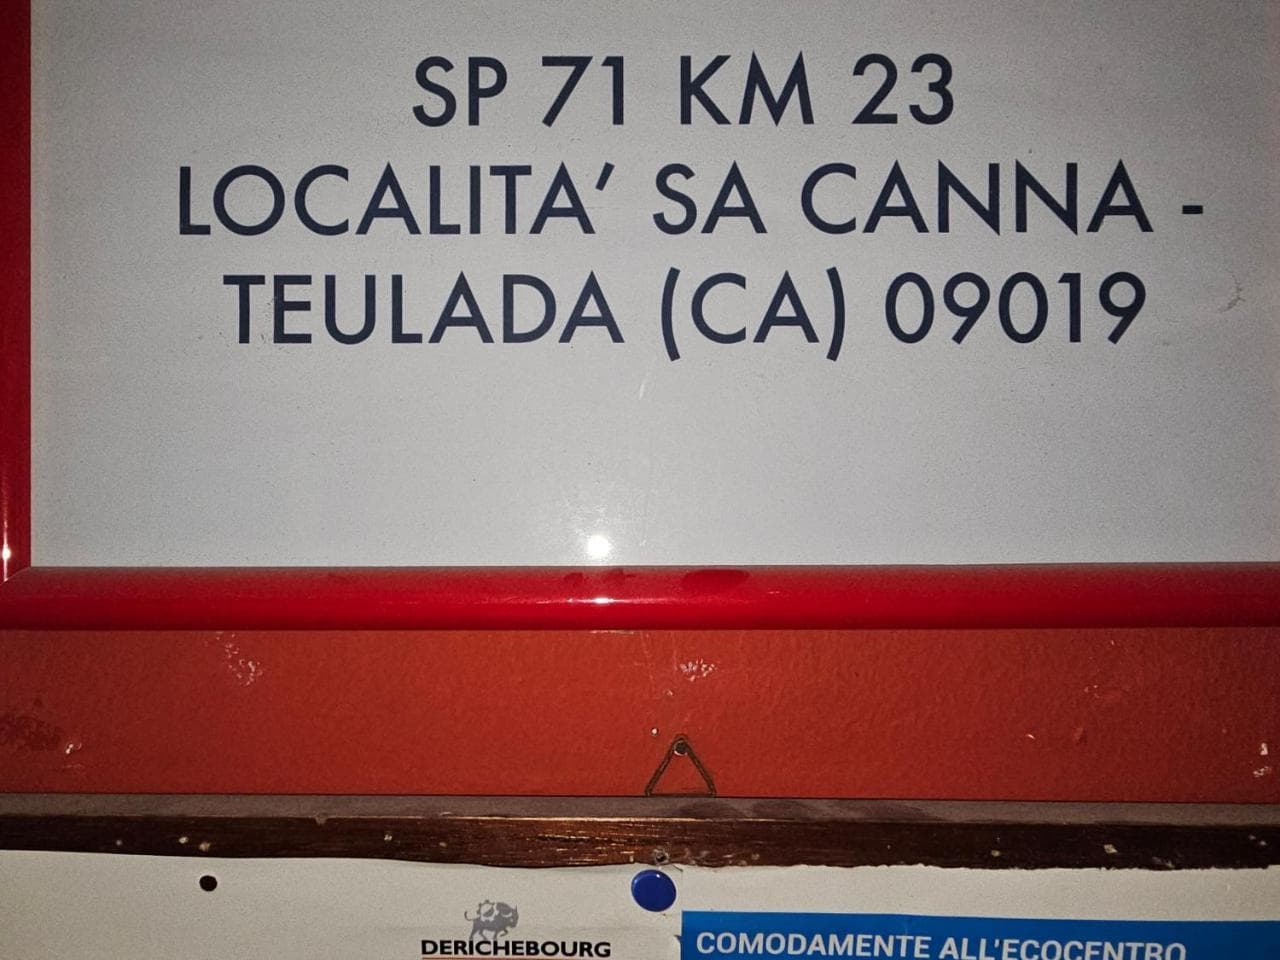 SP 71 KM 23
LOCALITA’ SA CANNA -
TEULADA (CA) 09019
DERICHEBOURG
COMODAMENTE ALL'ECOCENTRO